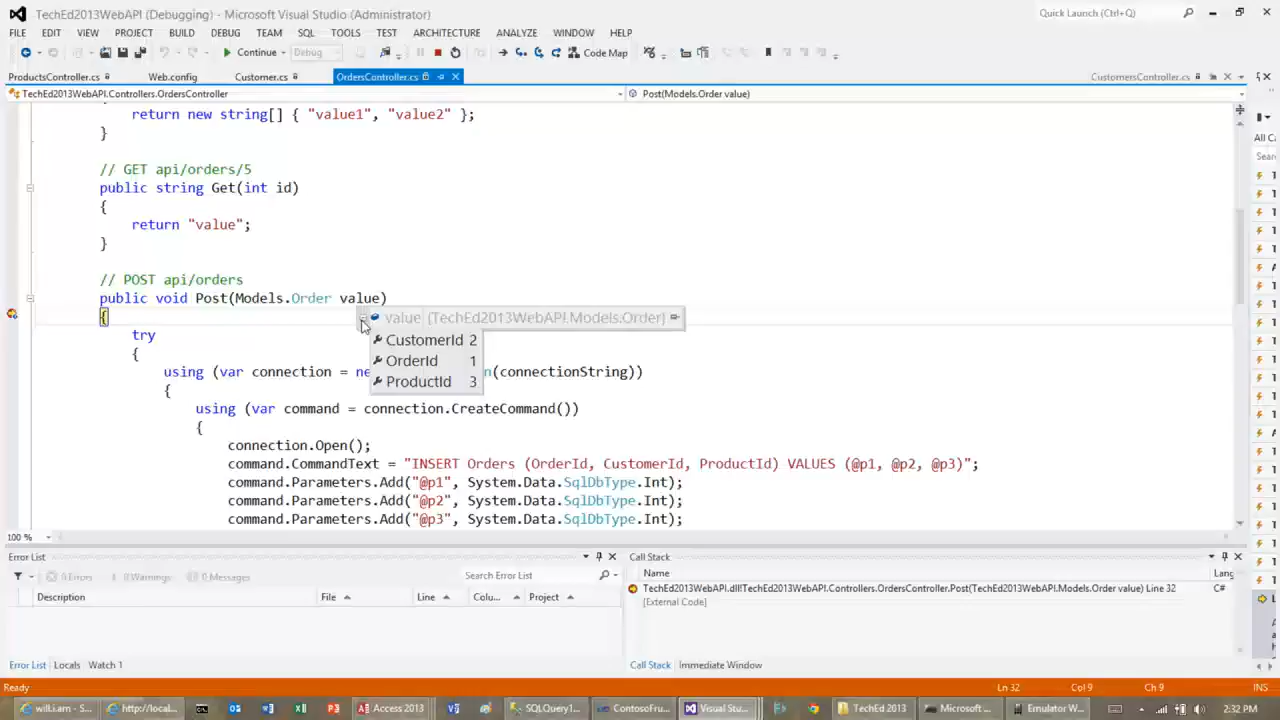 TechEd2013WebAPI (Debugging) - Microsoft Visual Studio (Administrator)
Quick Launch (Ctrl+Q)
FILE EDIT VIEW PROJECT BUILD DEBUG TEAM SQL TOOLS TEST ARCHITECTURE ANALYZE WINDOW HELP
Continue Debug Code Map
ProductsController.cs Web.config Customer.cs OrdersController.cs CustomersController.cs
TechEd2013WebAPI.Controllers.OrdersController Post(Models.Order value)
return new string[] { "value1", "value2" };
}
// GET api/orders/5
public string Get(int id)
{
return "value";
}
// POST api/orders
public void Post(Models.Order value)
{
value {TechEd2013WebAPI.Models.Order}
try
CustomerId 2
{
OrderId 1
using (var connection = ne n(connectionString))
ProductId 3
{
using (var command = connection.CreateCommand())
{
connection.Open();
command.CommandText = "INSERT Orders (OrderId, CustomerId, ProductId) VALUES (@p1, @p2, @p3)";
command.Parameters.Add("@p1", System.Data.SqlDbType.Int);
command.Parameters.Add("@p2", System.Data.SqlDbType.Int);
command.Parameters.Add("@p3", System.Data.SqlDbType.Int);
100 %
Error List
0 Errors 0 Warnings 0 Messages Search Error List
Description File Line Colu... Project
Error List Locals Watch 1
Call Stack
Name Lang
TechEd2013WebAPI.dll!TechEd2013WebAPI.Controllers.OrdersController.Post(TechEd2013WebAPI.Models.Order value) Line 32 C#
[External Code]
Call Stack Immediate Window
All C
Sear
Ready Ln 32 Col 9 Ch 9 INS
will.i.am - S... http://local... Access 2013 SQLQuery1... ContosoFru... Visual Stu... TechEd 2013 Microsoft ... Emulator W... 2:32 PM